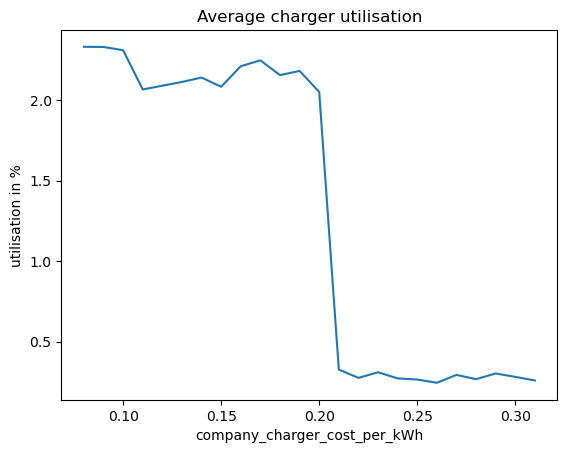 Average charger utilisation
utilisation in %
2.0
1.5
1.0
0.5
0.10 0.15 0.20 0.25 0.30
company_charger_cost_per_kWh